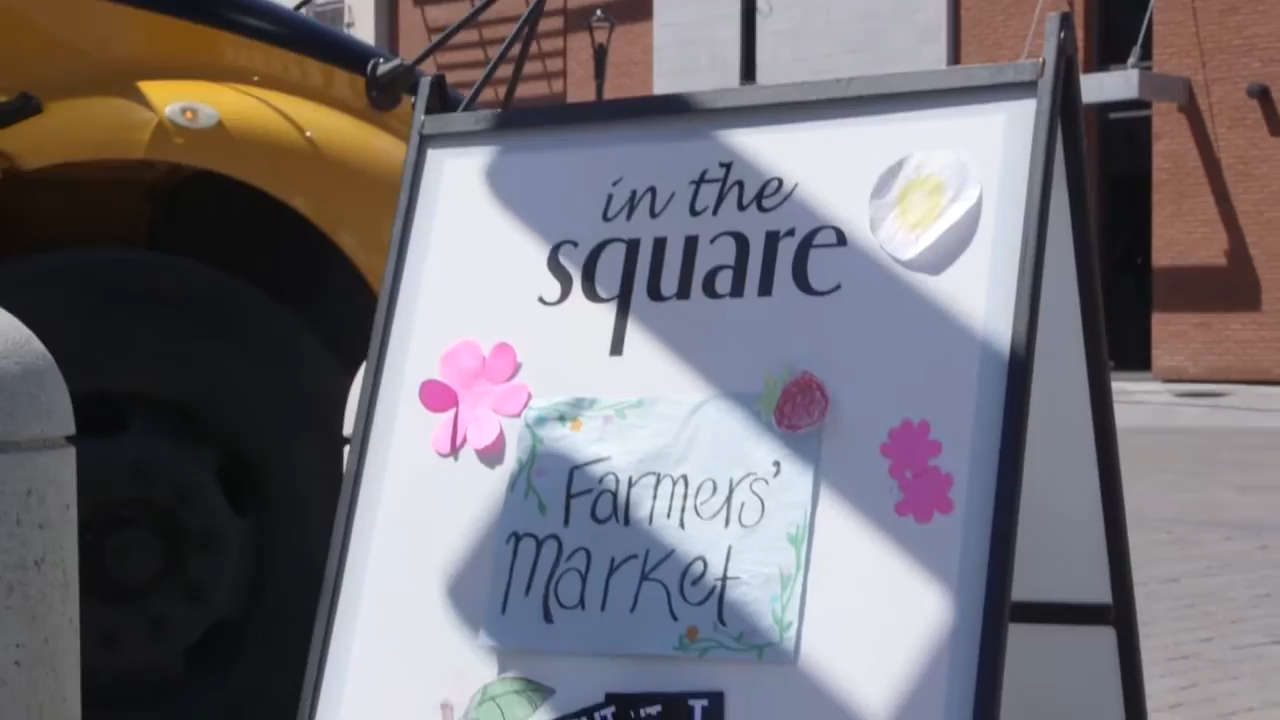 in the
square
Farmers'
Market